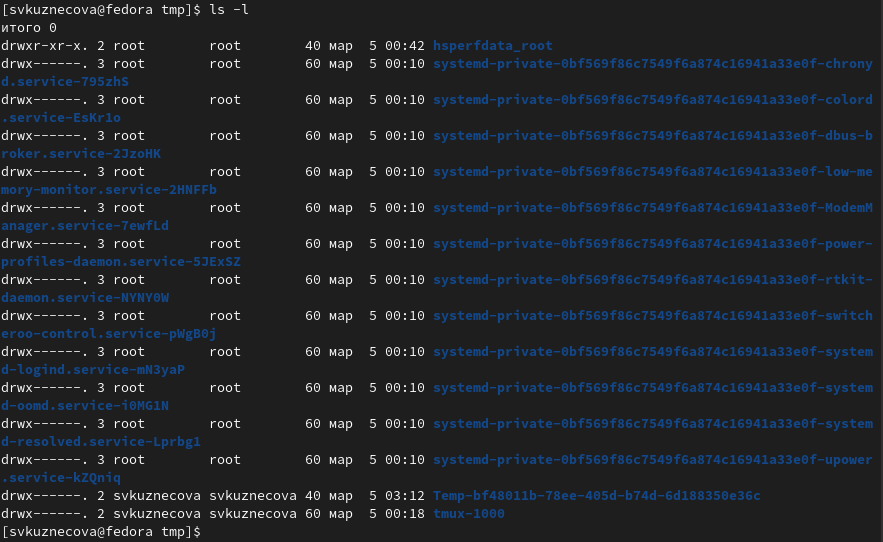 [svkuznecova@fedora tmp]$ ls -l
итого 0
drwxr-xr-x. 2 root        root        40 мар  5 00:42 hsperfdata_root
drwx------. 3 root        root        60 мар  5 00:10 systemd-private-0bf569f86c7549f6a874c16941a33e0f-chrony
d.service-795zhS
drwx------. 3 root        root        60 мар  5 00:10 systemd-private-0bf569f86c7549f6a874c16941a33e0f-colord
.service-EsKr1o
drwx------. 3 root        root        60 мар  5 00:10 systemd-private-0bf569f86c7549f6a874c16941a33e0f-dbus-b
roker.service-2JzoHK
drwx------. 3 root        root        60 мар  5 00:10 systemd-private-0bf569f86c7549f6a874c16941a33e0f-low-me
mory-monitor.service-2HNFFb
drwx------. 3 root        root        60 мар  5 00:10 systemd-private-0bf569f86c7549f6a874c16941a33e0f-ModemM
anager.service-7ewfLd
drwx------. 3 root        root        60 мар  5 00:10 systemd-private-0bf569f86c7549f6a874c16941a33e0f-power-
profiles-daemon.service-5JExSZ
drwx------. 3 root        root        60 мар  5 00:10 systemd-private-0bf569f86c7549f6a874c16941a33e0f-rtkit-
daemon.service-NYNY0W
drwx------. 3 root        root        60 мар  5 00:10 systemd-private-0bf569f86c7549f6a874c16941a33e0f-switch
eroo-control.service-pWgB0j
drwx------. 3 root        root        60 мар  5 00:10 systemd-private-0bf569f86c7549f6a874c16941a33e0f-system
d-logind.service-mN3yaP
drwx------. 3 root        root        60 мар  5 00:10 systemd-private-0bf569f86c7549f6a874c16941a33e0f-system
d-oomd.service-i0MG1N
drwx------. 3 root        root        60 мар  5 00:10 systemd-private-0bf569f86c7549f6a874c16941a33e0f-system
d-resolved.service-Lprbg1
drwx------. 3 root        root        60 мар  5 00:10 systemd-private-0bf569f86c7549f6a874c16941a33e0f-upower
.service-kZQniq
drwx------. 2 svkuznecova svkuznecova 40 мар  5 03:12 Temp-bf48011b-78ee-405d-b74d-6d188350e36c
drwx------. 2 svkuznecova svkuznecova 60 мар  5 00:18 tmux-1000
[svkuznecova@fedora tmp]$